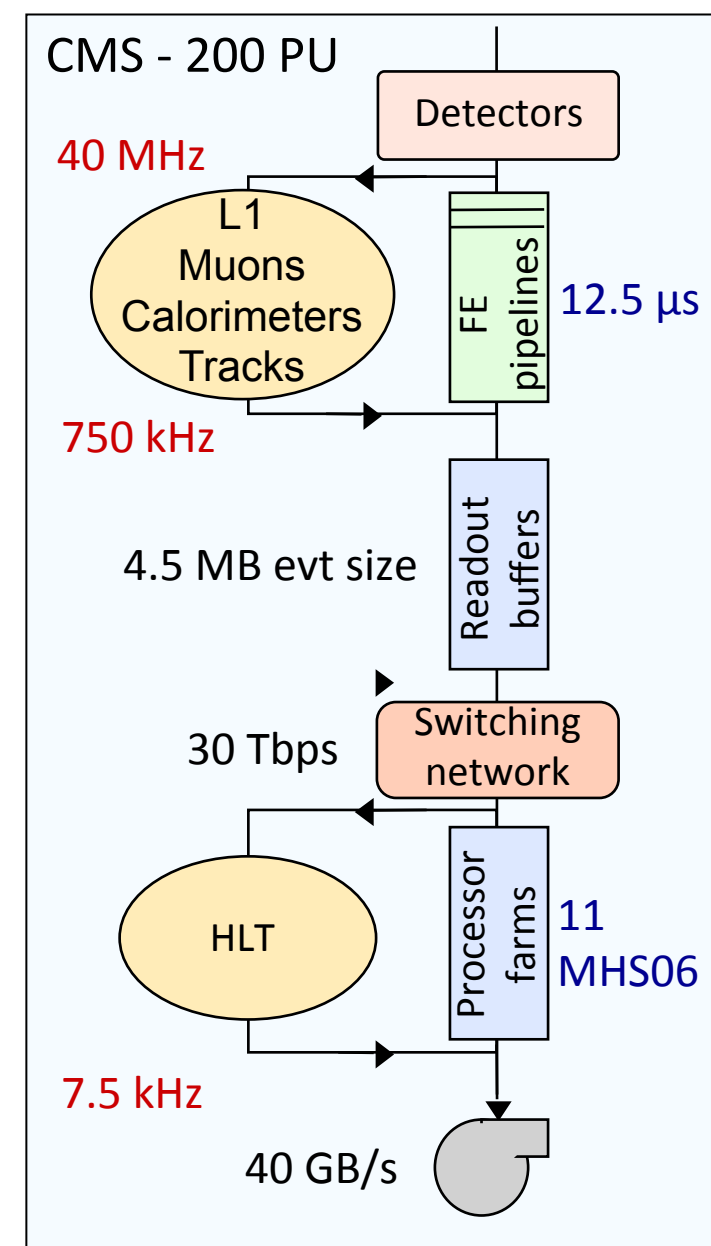 CMS - 200 PU
Detectors
40 MHz
L1
Muons
Calorimeters
Tracks
FE
pipelines
12.5 µs
750 kHz
Readout
buffers
4.5 MB evt size
Switching
network
30 Tbps
HLT
Processor
farms
11
MHS06
7.5 kHz
40 GB/s